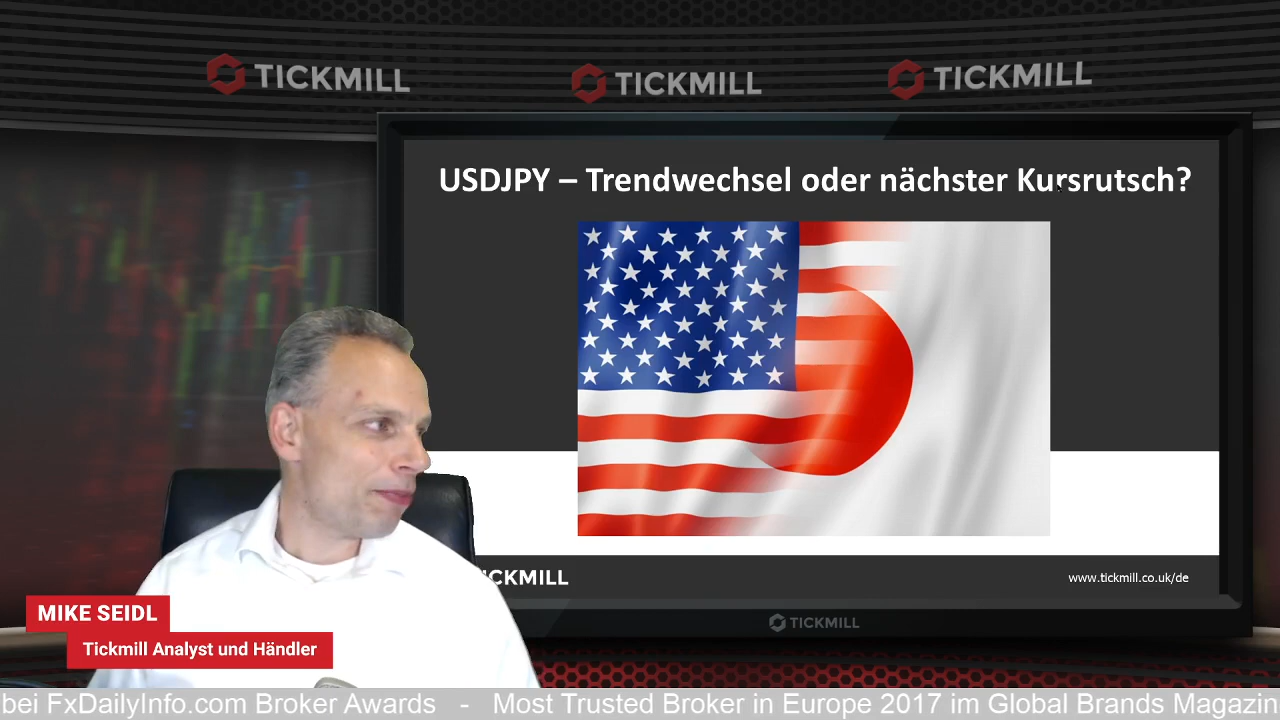 TICKMILL
TICKMILL
TICKMILL
USDJPY – Trendwechsel oder nächster Kursrutsch?
TICKMILL
www.tickmill.co.uk/de
TICKMILL
MIKE SEIDL
Tickmill Analyst und Händler
bei FxDailyInfo.com Broker Awards - Most Trusted Broker in Europe 2017 im Global Brands Magazin